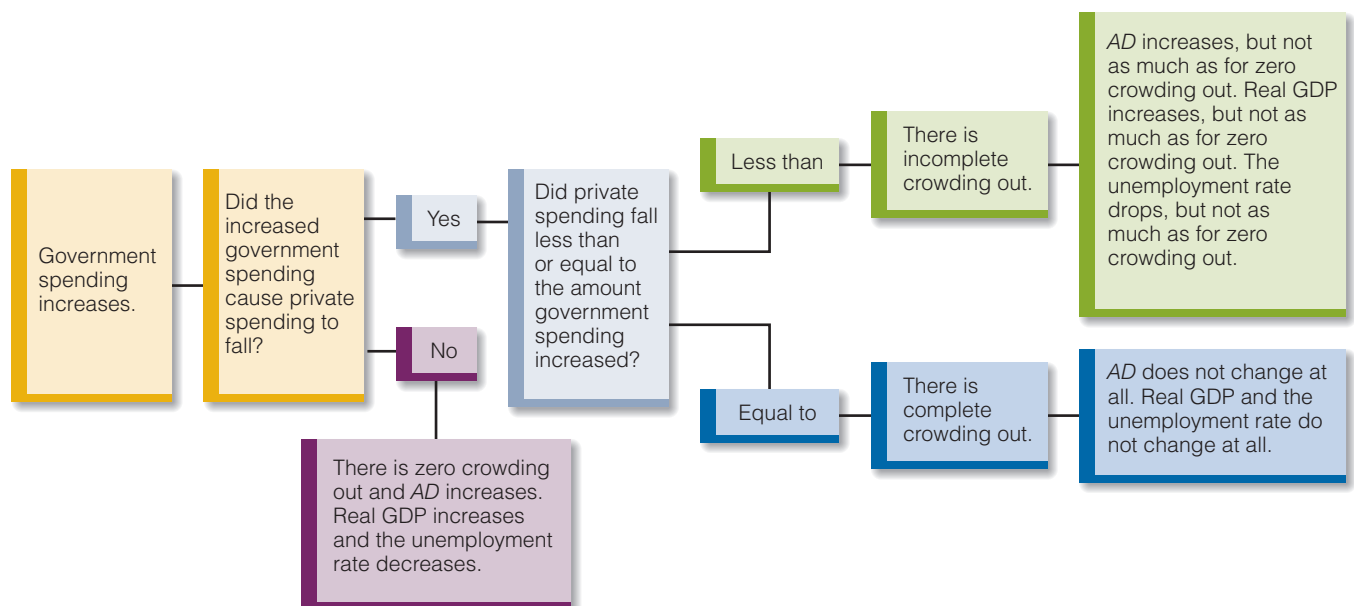 Government
spending
increases.
Did the
increased
government
spending
cause private
spending to
fall?
Yes
No
There is zero crowding
out and AD increases.
Real GDP increases
and the unemployment
rate decreases.
Did private
spending fall
less than
or equal to
the amount
government
spending
increased?
Less than
There is
incomplete
crowding out.
AD increases, but not
as much as for zero
crowding out. Real GDP
increases, but not as
much as for zero
crowding out. The
unemployment rate
drops, but not as
much as for zero
crowding out.
Equal to
There is
complete
crowding out.
AD does not change at
all. Real GDP and the
unemployment rate do
not change at all.